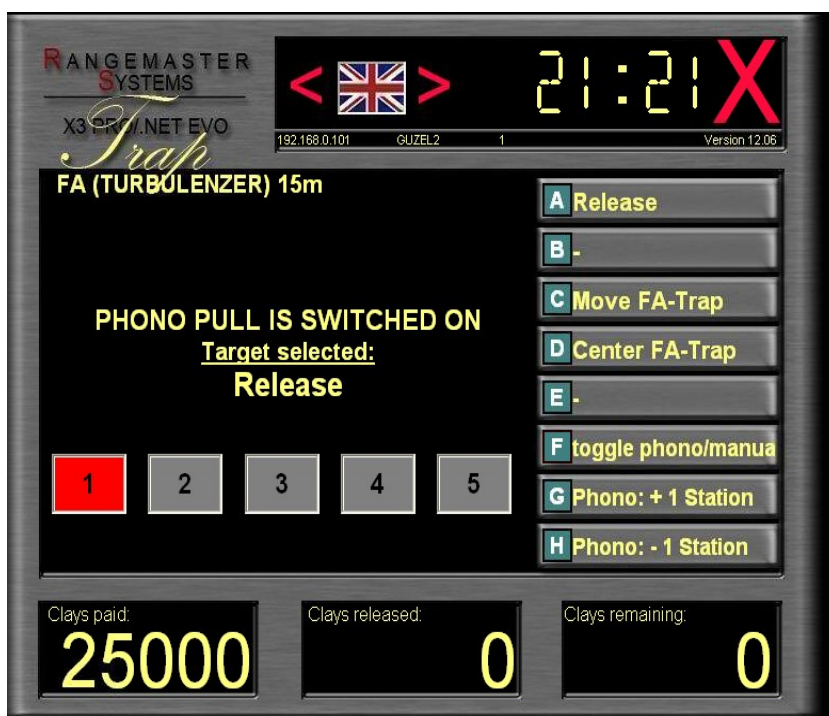 RANGEMASTER
SYSTEMS
X3 PRO/.NET EVO
Trap
< >
21:21
X
192.168.0.101 GUZEL2 1 Version 12.06
FA (TURBULENZER) 15m
PHONO PULL IS SWITCHED ON
Target selected:
Release
1 2 3 4 5
A Release
B -
C Move FA-Trap
D Center FA-Trap
E -
F toggle phono/manua
G Phono: + 1 Station
H Phono: - 1 Station
Clays paid:
25000
Clays released:
0
Clays remaining:
0